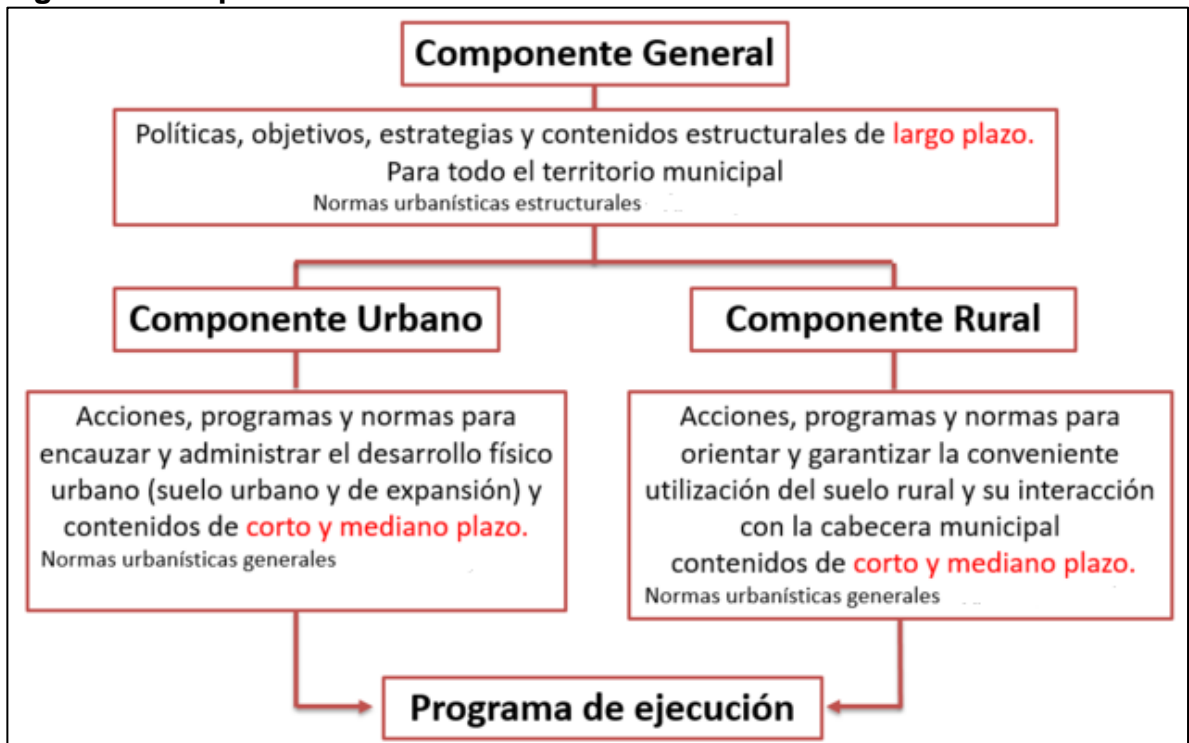 Componente General
Políticas, objetivos, estrategias y contenidos estructurales de largo plazo.
Para todo el territorio municipal
Normas urbanísticas estructurales
Componente Urbano
Acciones, programas y normas para
encauzar y administrar el desarrollo físico
urbano (suelo urbano y de expansión) y
contenidos de corto y mediano plazo.
Normas urbanísticas generales
Componente Rural
Acciones, programas y normas para
orientar y garantizar la conveniente
utilización del suelo rural y su interacción
con la cabecera municipal
contenidos de corto y mediano plazo.
Normas urbanísticas generales
Programa de ejecución